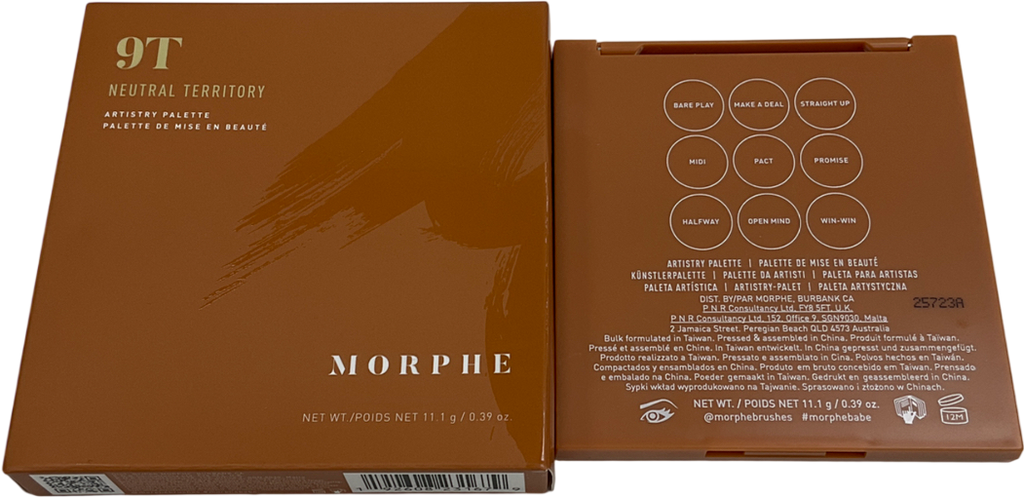 9T
NEUTRAL TERRITORY
ARTISTRY PALETTE
PALETTE DE MISE EN BEAUTÉ
MORPHE
NET WT./POIDS NET 11.1 g / 0.39 oz.
BARE PLAY
MAKE A DEAL
STRAIGHT UP
MIDI
PACT
PROMISE
HALFWAY
OPEN MIND
WIN-WIN
ARTISTRY PALETTE | PALETTE DE MISE EN BEAUTÉ
KÜNSTLERPALETTE | PALETTE DA ARTISTI | PALETA PARA ARTISTAS
PALETA ARTÍSTICA | ARTISTRY-PALET | PALETA ARTYSTYCZNA
DIST. BY/PAR MORPHE, BURBANK CA
P N R Consultancy Ltd, FY8 5FT, U.K.
P N R Consultancy Ltd, 152, Office 9, SGN9030, Malta
2 Jamaica Street. Peregian Beach QLD 4573 Australia
Bulk formulated in Taiwan. Pressed & assembled in China. Produit formulé à Taïwan.
Pressé et assemblé en Chine. In Taiwan entwickelt. In China gepresst und zusammengefügt.
Prodotto realizzato a Taiwan. Pressato e assemblato in Cina. Polvos hechos en Taiwán.
Compactados y ensamblados en China. Produto em bruto concebido em Taiwan. Prensado
e embalado na China. Poeder gemaakt in Taiwan. Gedrukt en geassembleerd in China.
Sypki wkład wyprodukowano na Tajwanie. Sprasowano i złożono w Chinach.
NET WT. / POIDS NET 11.1 g / 0.39 oz.
@morphebrushes #morphebabe
12M
25723A